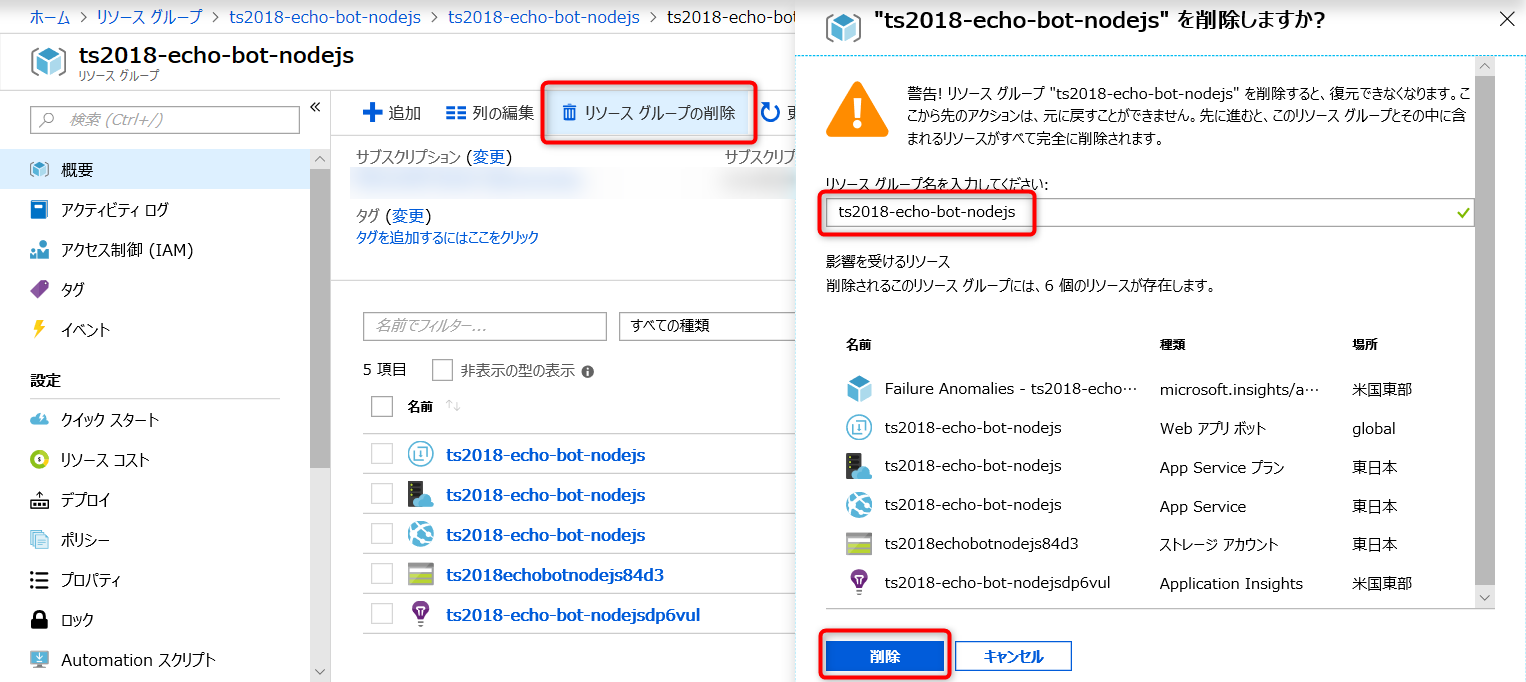 ホーム > リソース グループ > ts2018-echo-bot-nodejs > ts2018-echo-bot-nodejs > ts2018-echo-bot
ts2018-echo-bot-nodejs
リソース グループ
検索 (Ctrl+/)
概要
アクティビティ ログ
アクセス制御 (IAM)
タグ
イベント
設定
クイック スタート
リソース コスト
デプロイ
ポリシー
プロパティ
ロック
Automation スクリプト
追加
列の編集
リソース グループの削除
更
サブスクリプション (変更)
サブスクリプ
タグ (変更)
タグを追加するにはここをクリック
名前でフィルター...
すべての種類
5 項目
非表示の型の表示
名前 ↑↓
ts2018-echo-bot-nodejs
ts2018-echo-bot-nodejs
ts2018-echo-bot-nodejs
ts2018echobotnodejs84d3
ts2018-echo-bot-nodejsdp6vul
"ts2018-echo-bot-nodejs" を削除しますか?
警告! リソース グループ "ts2018-echo-bot-nodejs" を削除すると、復元できなくなります。こ
こから先のアクションは、元に戻すことができません。先に進むと、このリソース グループとその中に含
まれるリソースがすべて完全に削除されます。
リソース グループ名を入力してください:
ts2018-echo-bot-nodejs
影響を受けるリソース
削除されるこのリソース グループには、6 個のリソースが存在します。
名前 種類 場所
Failure Anomalies - ts2018-echo… microsoft.insights/a… 米国東部
ts2018-echo-bot-nodejs Web アプリ ボット global
ts2018-echo-bot-nodejs App Service プラン 東日本
ts2018-echo-bot-nodejs App Service 東日本
ts2018echobotnodejs84d3 ストレージ アカウント 東日本
ts2018-echo-bot-nodejsdp6vul Application Insights 米国東部
削除
キャンセル